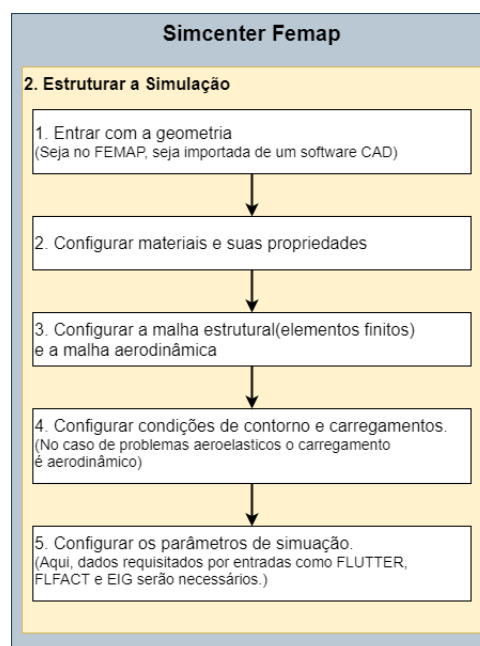 Simcenter Femap
2. Estruturar a Simulação
1. Entrar com a geometria
(Seja no FEMAP, seja importada de um software CAD)
2. Configurar materiais e suas propriedades
3. Configurar a malha estrutural(elementos finitos)
e a malha aerodinâmica
4. Configurar condições de contorno e carregamentos.
(No caso de problemas aeroelasticos o carregamento
é aerodinâmico)
5. Configurar os parâmetros de simuação.
(Aqui, dados requisitados por entradas como FLUTTER,
FLFACT e EIG serão necessários.)